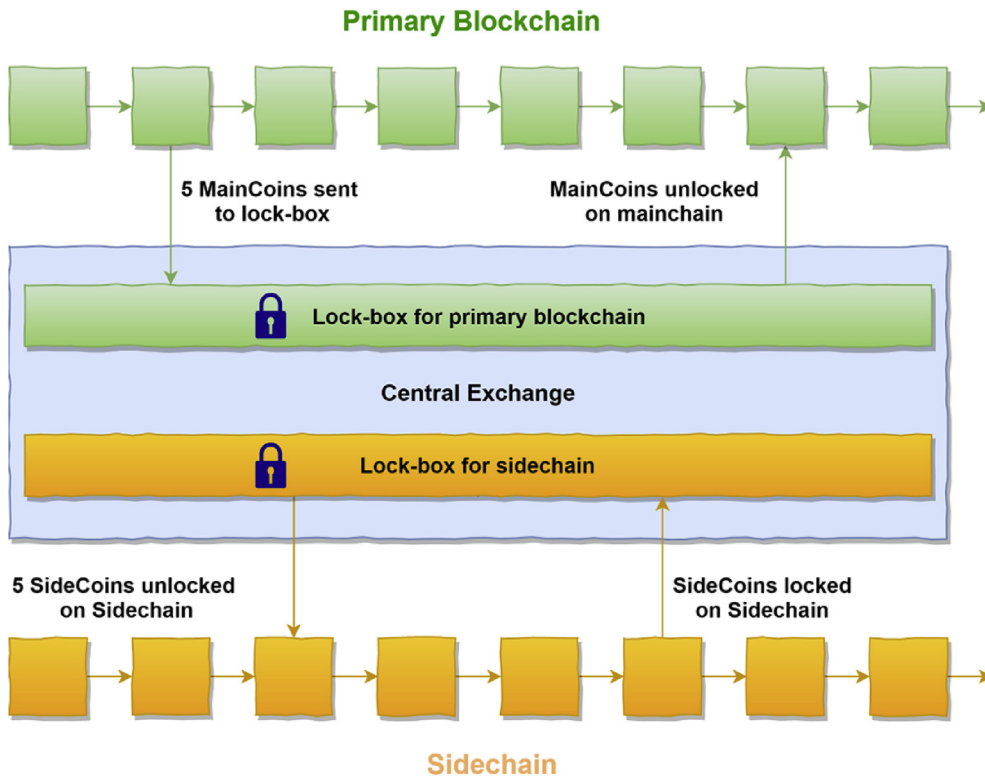 Primary Blockchain
5 MainCoins sent
to lock-box
MainCoins unlocked
on mainchain
Lock-box for primary blockchain
Central Exchange
Lock-box for sidechain
5 SideCoins unlocked
on Sidechain
SideCoins locked
on Sidechain
Sidechain